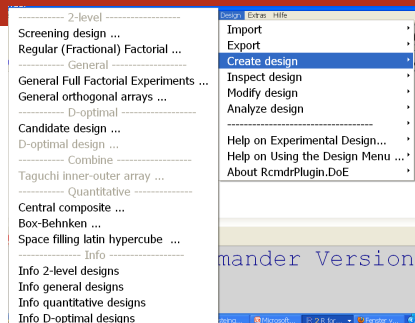 ----------- 2-level ------------------
Screening design ...
Regular (Fractional) Factorial ...
----------- General ------------------
General Full Factorial Experiments ...
General orthogonal arrays ...
----------- D-optimal ------------------
Candidate design ...
D-optimal design ...
----------- Combine ------------------
Taguchi inner-outer array ...
----------- Quantitative --------------
Central composite ...
Box-Behnken ...
Space filling latin hypercube ...
--------------- Info ------------------
Info 2-level designs
Info general designs
Info quantitative designs
Info D-optimal designs
Design Extras Hilfe
Import
Export
Create design
Inspect design
Modify design
Analyze design
-----------------------------------
Help on Experimental Design...
Help on Using the Design Menu ...
About RcmdrPlugin.DoE
mander Version
Microsoft... 2 R for Fenster v...